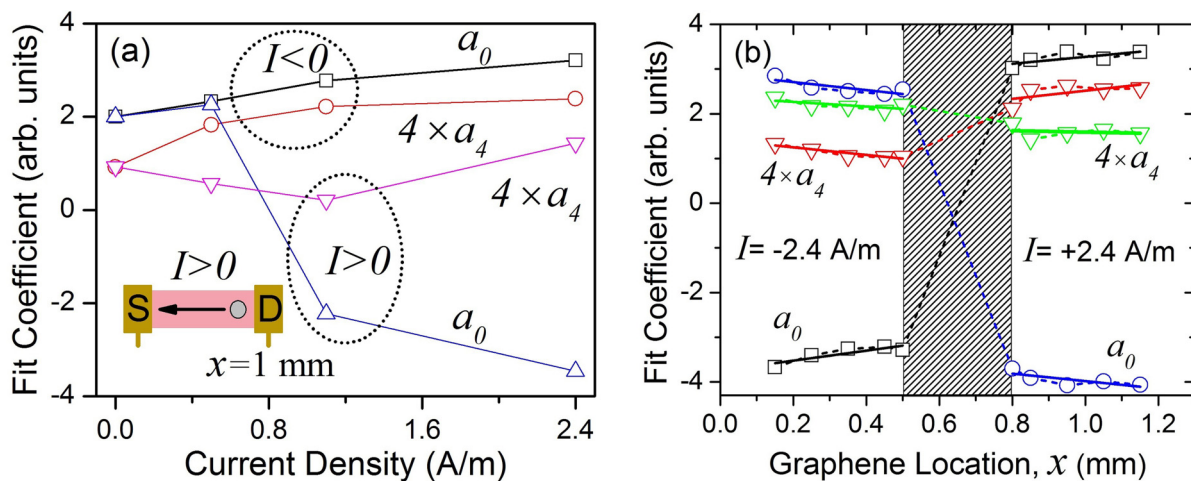 (a)
I<0
a₀
4×a₄
4×a₄
I>0
I>0
S
D
x=1 mm
a₀
4
2
0
-2
-4
0.0 0.8 1.6 2.4
Current Density (A/m)
Fit Coefficient (arb. units)
(b)
4×a₄
4×a₄
I= -2.4 A/m
I= +2.4 A/m
a₀
a₀
4
2
0
-2
-4
0.0 0.2 0.4 0.6 0.8 1.0 1.2
Graphene Location, x (mm)
Fit Coefficient (arb. units)